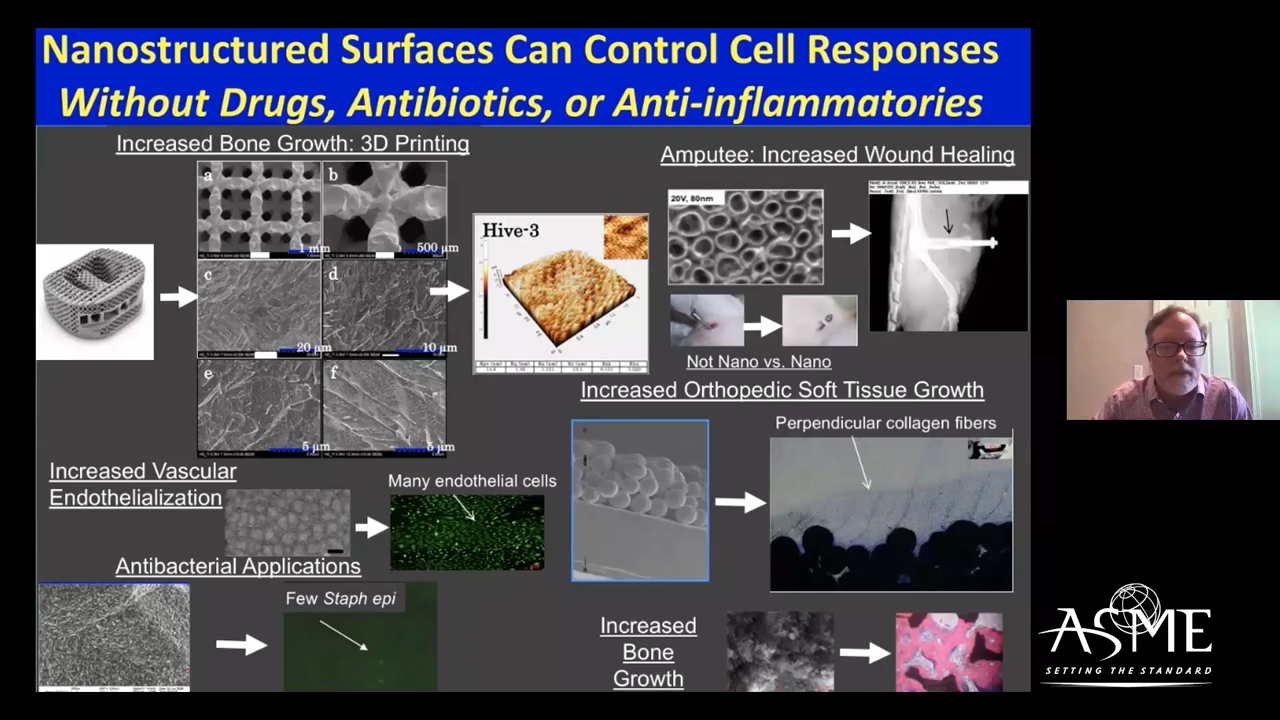 Nanostructured Surfaces Can Control Cell Responses
Without Drugs, Antibiotics, or Anti-inflammatories
Increased Bone Growth: 3D Printing
a
b
1 mm
500 µm
c
d
20 µm
10 µm
e
f
5 µm
5 µm
Hive-3
Amputee: Increased Wound Healing
20V, 80nm
Not Nano vs. Nano
Increased Orthopedic Soft Tissue Growth
Perpendicular collagen fibers
Increased Vascular
Endothelialization
Many endothelial cells
Antibacterial Applications
Few Staph epi
Increased
Bone
Growth
ASME
SETTING THE STANDARD